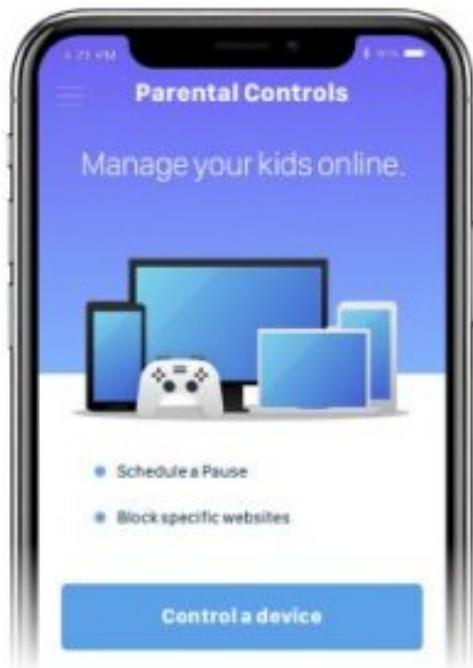 Parental Controls
Manage your kids online.
Schedule a Pause
Block specific websites
Control a device